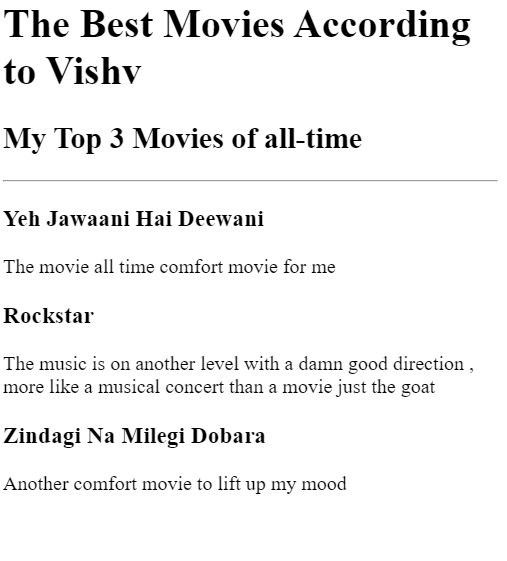 The Best Movies According
to Vishv
My Top 3 Movies of all-time
Yeh Jawaani Hai Deewani
The movie all time comfort movie for me
Rockstar
The music is on another level with a damn good direction ,
more like a musical concert than a movie just the goat
Zindagi Na Milegi Dobara
Another comfort movie to lift up my mood